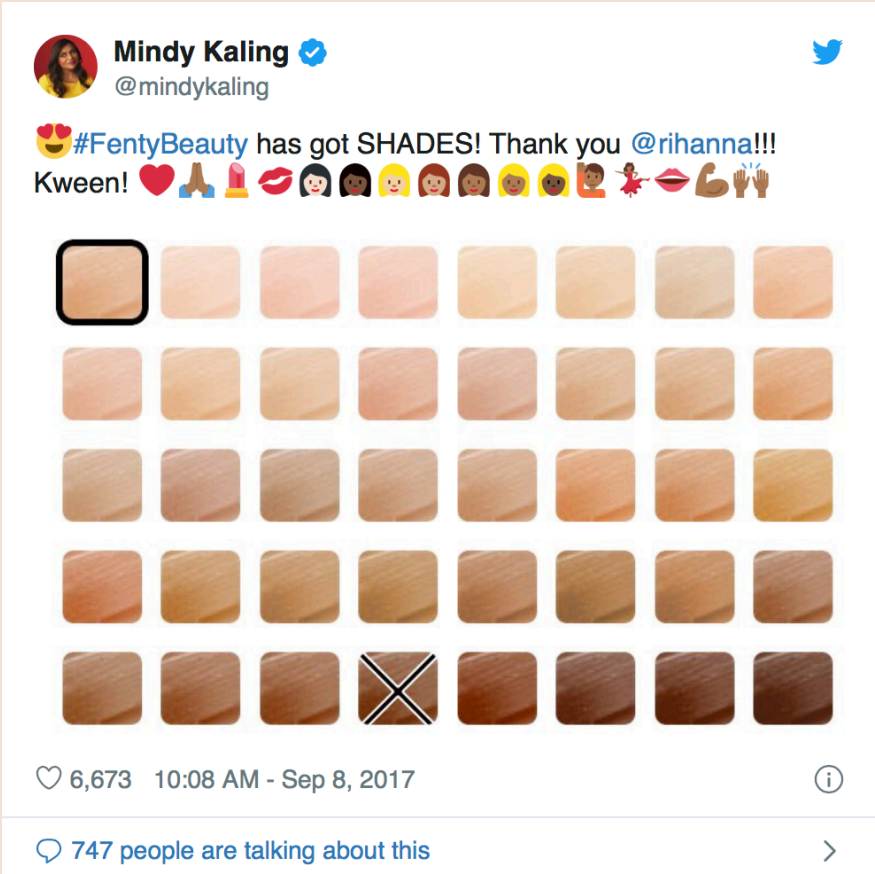 Mindy Kaling
@mindykaling
😍#FentyBeauty has got SHADES! Thank you @rihanna!!!
Kween! ❤️🙏🏽💄💋👩🏻👩🏿👱🏼‍♀️👩🏽👩🏾👱🏽‍♀️👱🏿‍♀️🙋🏾💃🏾👄💪🏾🙌🏾
6,673 10:08 AM - Sep 8, 2017
747 people are talking about this